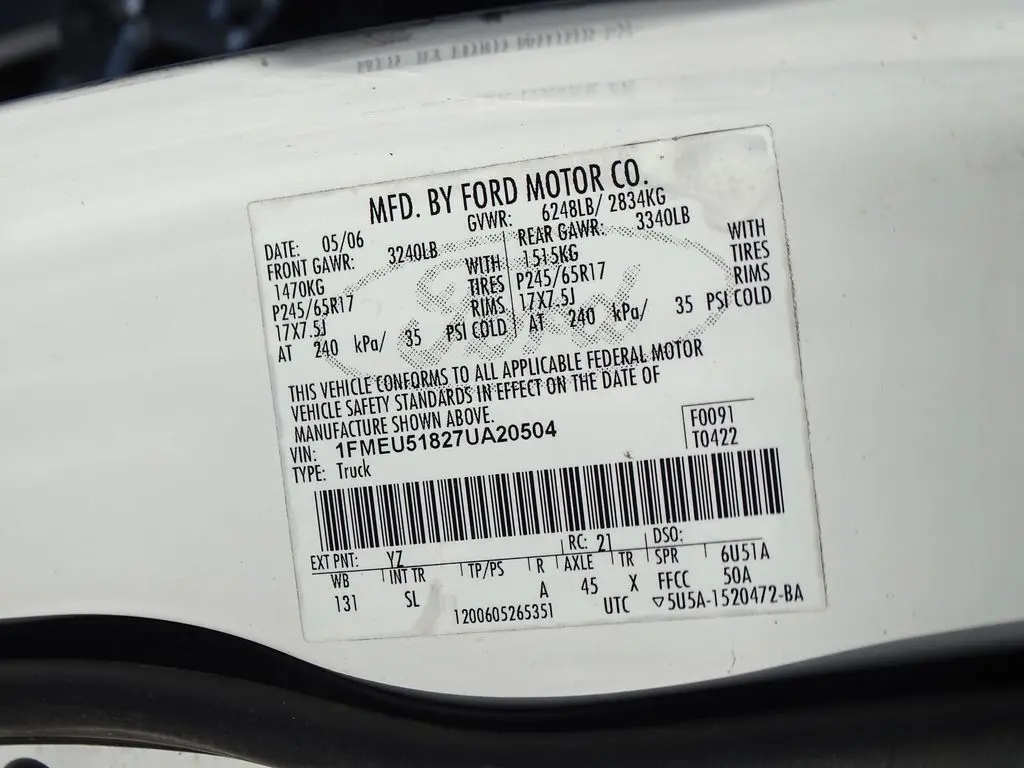 MFD. BY FORD MOTOR CO.
DATE: 05/06 GVWR: 6248LB/ 2834KG
FRONT GAWR: 3240LB REAR GAWR: 3340LB
1470KG WITH 1515KG WITH
P245/65R17 TIRES P245/65R17 TIRES
17X7.5J RIMS 17X7.5J RIMS
AT 240 kPa/ 35 PSI COLD AT 240 kPa/ 35 PSI COLD
Ford
THIS VEHICLE CONFORMS TO ALL APPLICABLE FEDERAL MOTOR
VEHICLE SAFETY STANDARDS IN EFFECT ON THE DATE OF
MANUFACTURE SHOWN ABOVE.
VIN: 1FMEU51827UA20504 F0091
TYPE: Truck T0422
EXT PNT: YZ RC: 21 DSO:
WB INT TR TP/PS R AXLE TR SPR 6U51A
131 SL A 45 X FFCC 50A
1200605265351 UTC ▽5U5A-1520472-BA